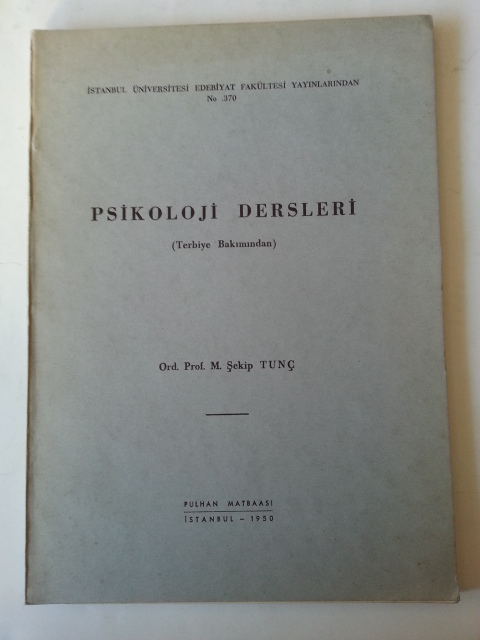 İSTANBUL ÜNİVERSİTESİ EDEBİYAT FAKÜLTESİ YAYINLARINDAN
No .370
PSİKOLOJİ DERSLERİ
(Terbiye Bakımından)
Ord. Prof. M. Şekip TUNÇ
PULHAN MATBAASI
İSTANBUL - 1950